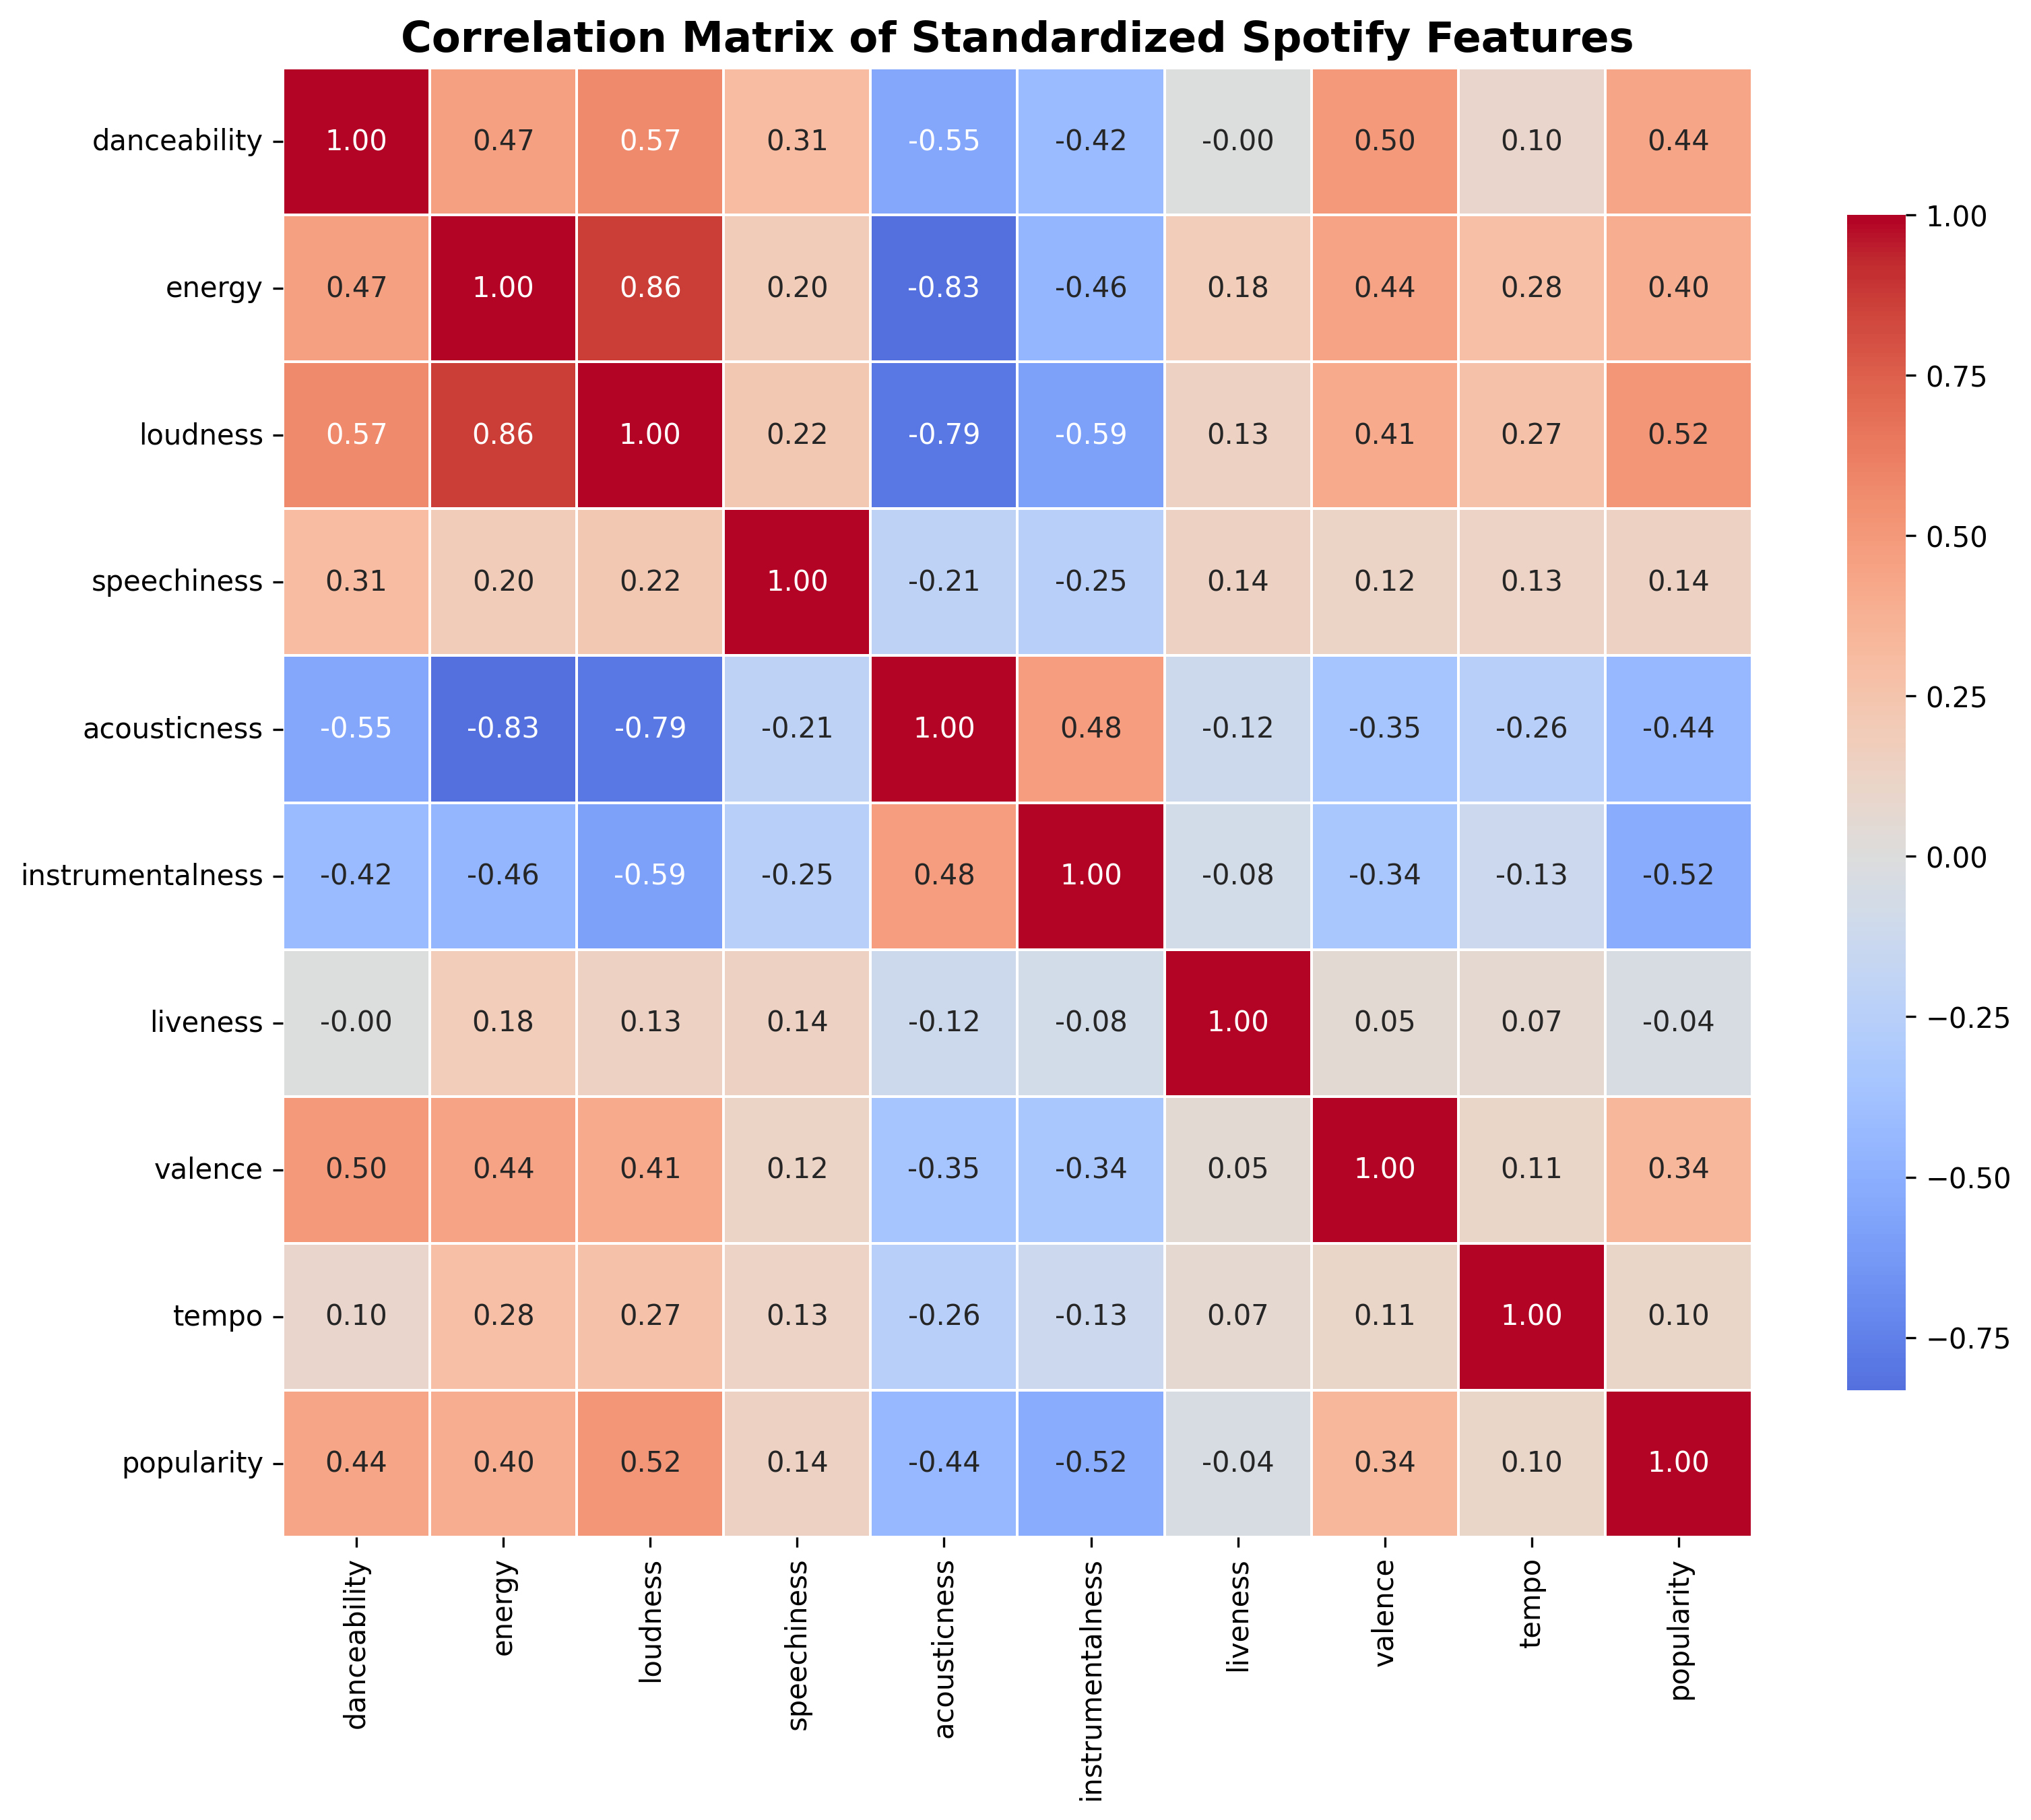 Correlation Matrix of Standardized Spotify Features
danceability 1.00 0.47 0.57 0.31 -0.55 -0.42 -0.00 0.50 0.10 0.44
energy 0.47 1.00 0.86 0.20 -0.83 -0.46 0.18 0.44 0.28 0.40
loudness 0.57 0.86 1.00 0.22 -0.79 -0.59 0.13 0.41 0.27 0.52
speechiness 0.31 0.20 0.22 1.00 -0.21 -0.25 0.14 0.12 0.13 0.14
acousticness -0.55 -0.83 -0.79 -0.21 1.00 0.48 -0.12 -0.35 -0.26 -0.44
instrumentalness -0.42 -0.46 -0.59 -0.25 0.48 1.00 -0.08 -0.34 -0.13 -0.52
liveness -0.00 0.18 0.13 0.14 -0.12 -0.08 1.00 0.05 0.07 -0.04
valence 0.50 0.44 0.41 0.12 -0.35 -0.34 0.05 1.00 0.11 0.34
tempo 0.10 0.28 0.27 0.13 -0.26 -0.13 0.07 0.11 1.00 0.10
popularity 0.44 0.40 0.52 0.14 -0.44 -0.52 -0.04 0.34 0.10 1.00
danceability
energy
loudness
speechiness
acousticness
instrumentalness
liveness
valence
tempo
popularity
1.00
0.75
0.50
0.25
0.00
−0.25
−0.50
−0.75